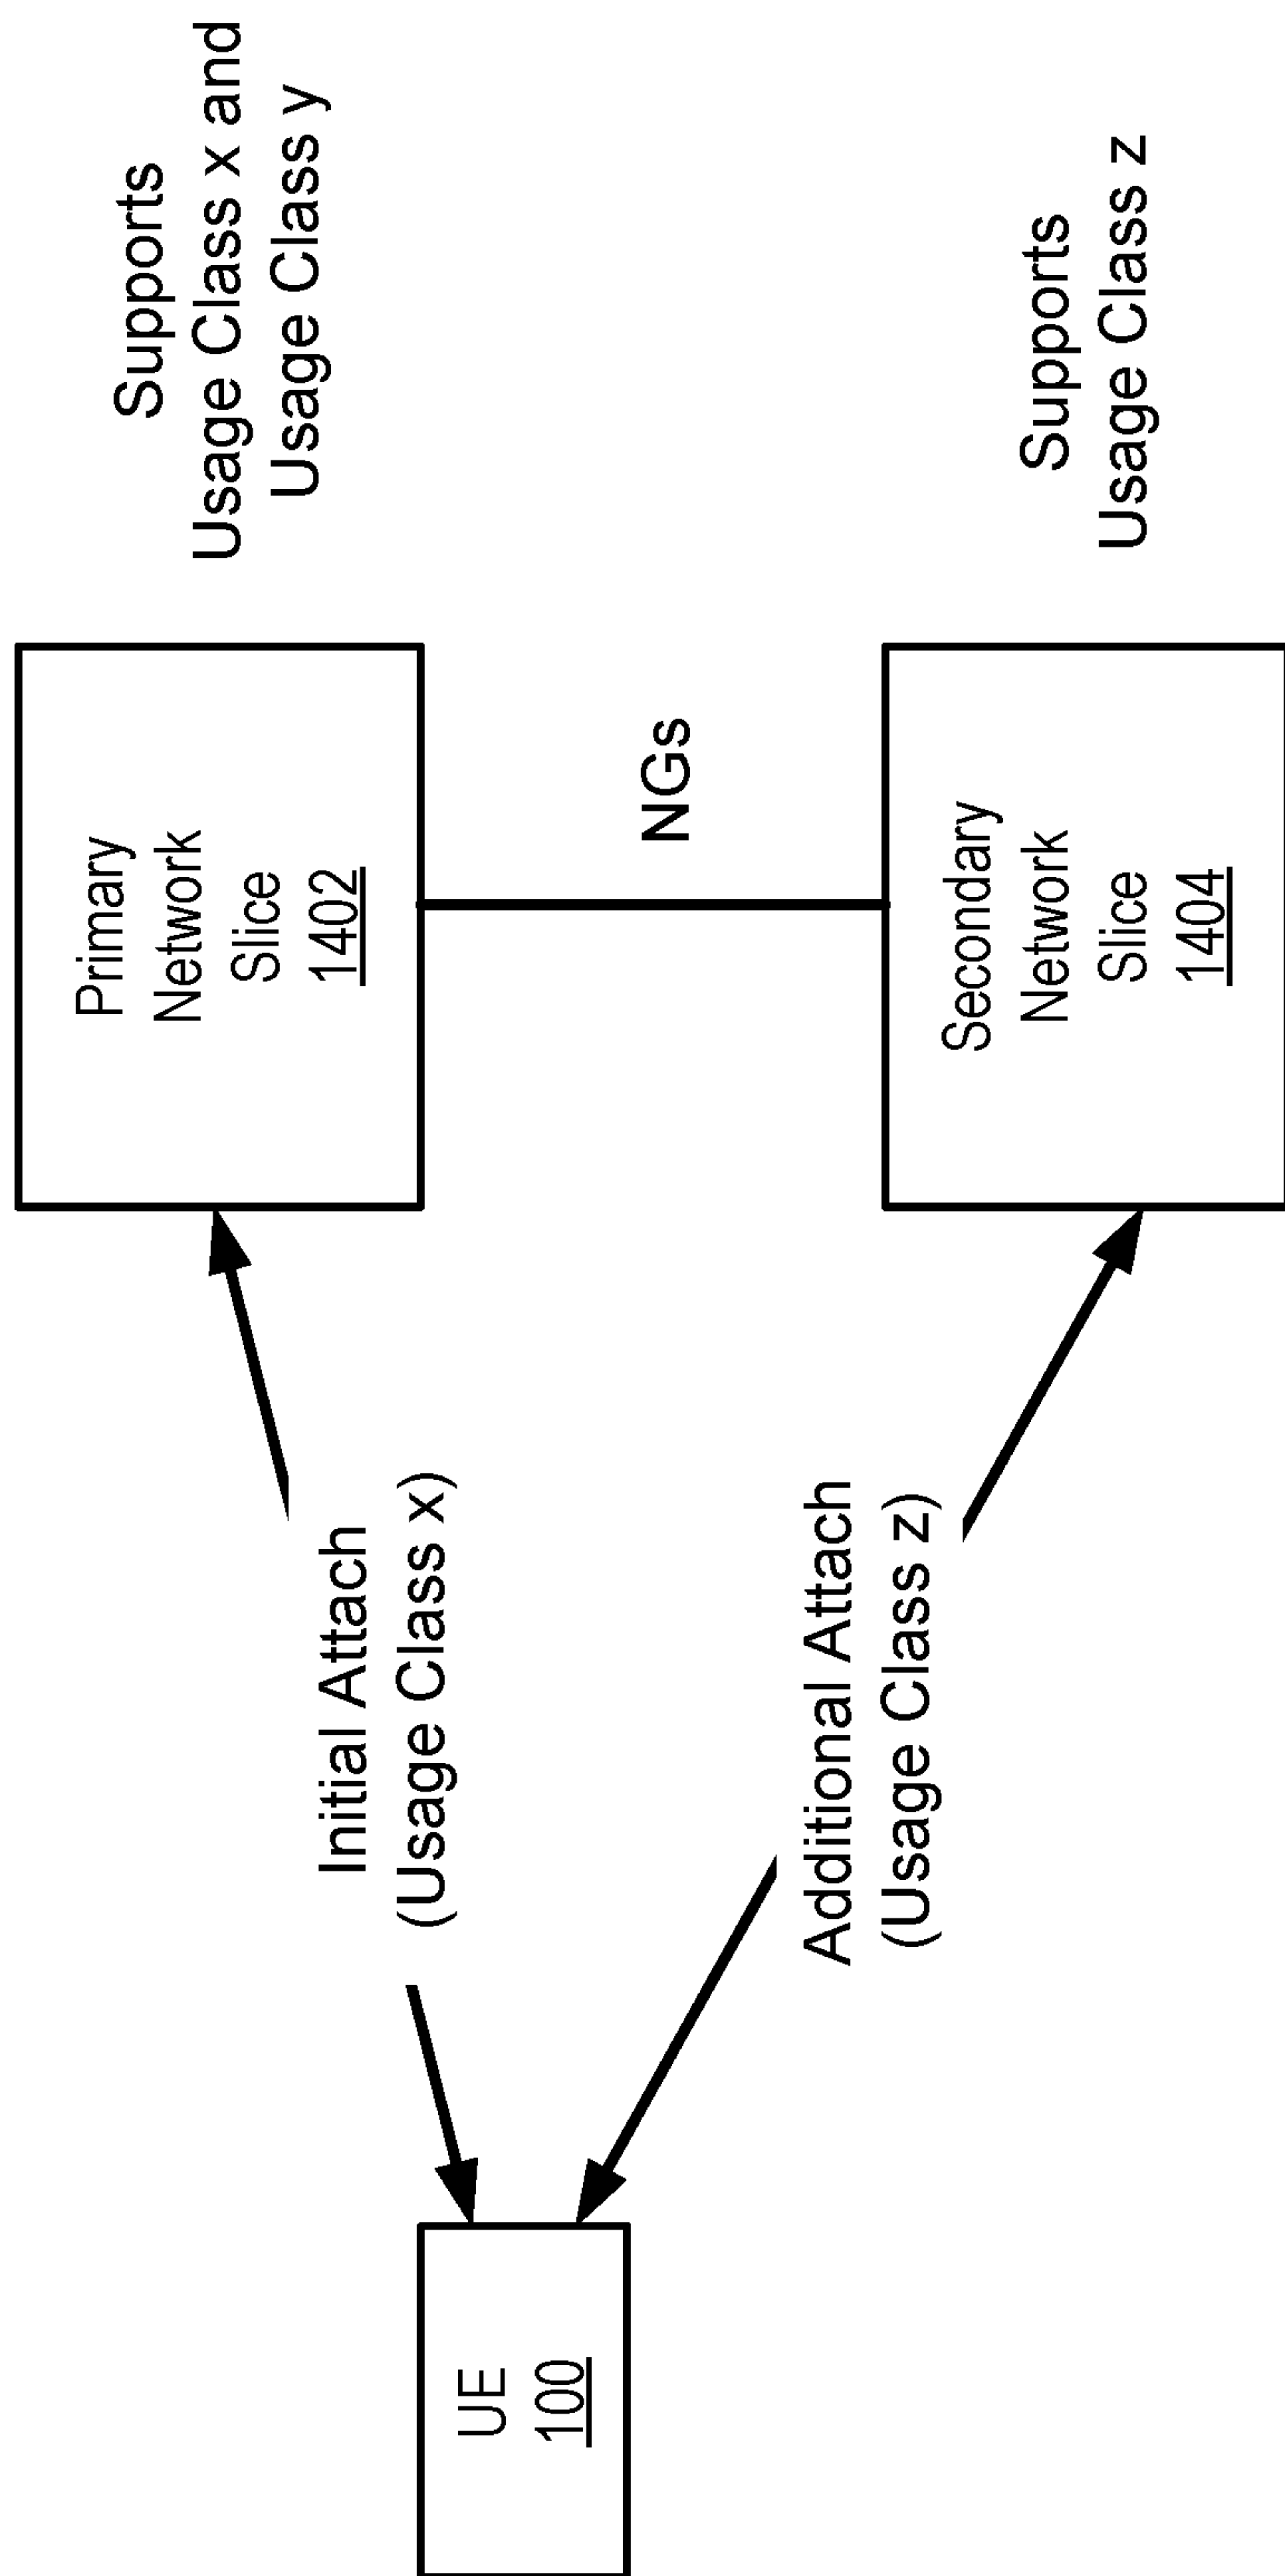 Supports
Usage Class x and
Usage Class y
Primary
Network
Slice
1402
Initial Attach
(Usage Class x)
NGs
UE
100
Additional Attach
(Usage Class z)
Secondary
Network
Slice
1404
Supports
Usage Class z